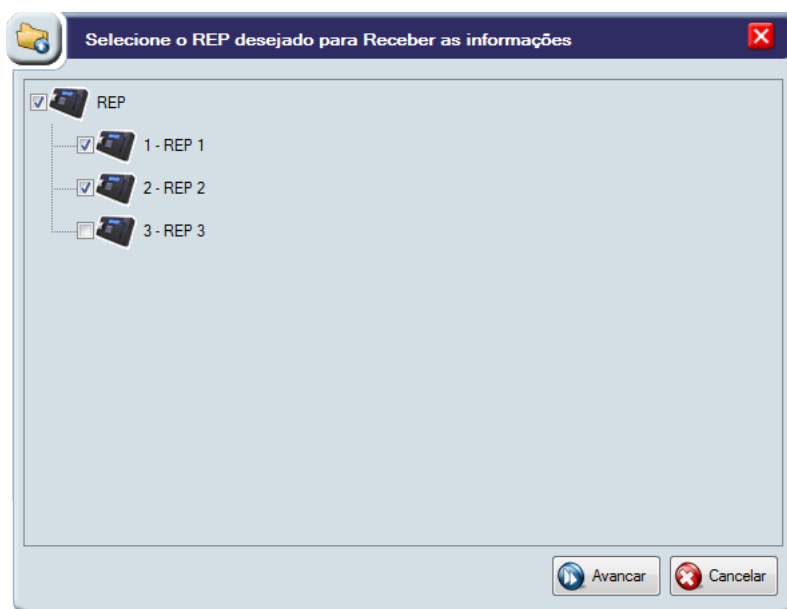 Selecione o REP desejado para Receber as informações
REP
1 - REP 1
2 - REP 2
3 - REP 3
Avancar
Cancelar